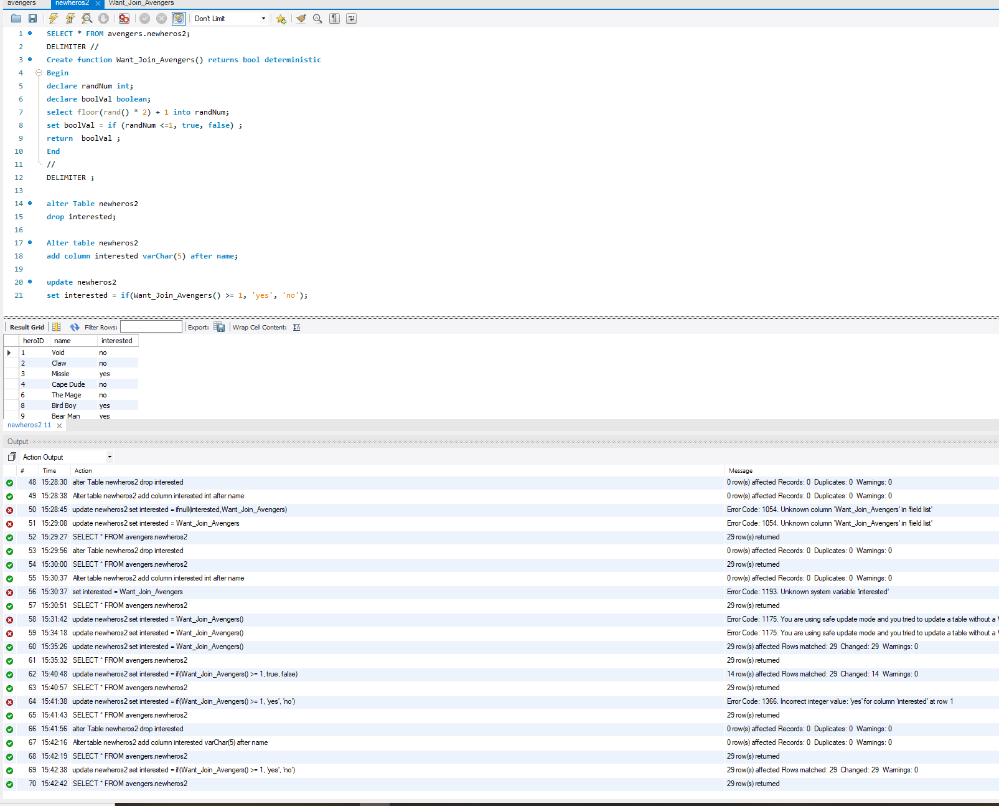 avengers newheros2 Want_Join_Avengers
Don't Limit
1 SELECT * FROM avengers.newheros2;
2 DELIMITER //
3 Create function Want_Join_Avengers() returns bool deterministic
4 Begin
5 declare randNum int;
6 declare boolVal boolean;
7 select floor(rand() * 2) + 1 into randNum;
8 set boolVal = if (randNum <=1, true, false) ;
9 return  boolVal ;
10 End
11 //
12 DELIMITER ;
13
14 alter Table newheros2
15 drop interested;
16
17 Alter table newheros2
18 add column interested varChar(5) after name;
19
20 update newheros2
21 set interested = if(Want_Join_Avengers() >= 1, 'yes', 'no');
Result Grid Filter Rows: Export: Wrap Cell Content:
heroID name interested
1 Void no
2 Claw no
3 Missle yes
4 Cape Dude no
6 The Mage no
8 Bird Boy yes
9 Bear Man yes
newheros2 11
Output
Action Output
# Time Action Message
48 15:28:30 alter Table newheros2 drop interested 0 row(s) affected Records: 0 Duplicates: 0 Warnings: 0
49 15:28:38 Alter table newheros2 add column interested int after name 0 row(s) affected Records: 0 Duplicates: 0 Warnings: 0
50 15:28:45 update newheros2 set interested = ifnull(interested,Want_Join_Avengers) Error Code: 1054. Unknown column 'Want_Join_Avengers' in 'field list'
51 15:29:08 update newheros2 set interested = Want_Join_Avengers Error Code: 1054. Unknown column 'Want_Join_Avengers' in 'field list'
52 15:29:27 SELECT * FROM avengers.newheros2 29 row(s) returned
53 15:29:56 alter Table newheros2 drop interested 0 row(s) affected Records: 0 Duplicates: 0 Warnings: 0
54 15:30:00 SELECT * FROM avengers.newheros2 29 row(s) returned
55 15:30:37 Alter table newheros2 add column interested int after name 0 row(s) affected Records: 0 Duplicates: 0 Warnings: 0
56 15:30:37 set interested = Want_Join_Avengers Error Code: 1193. Unknown system variable 'interested'
57 15:30:51 SELECT * FROM avengers.newheros2 29 row(s) returned
58 15:31:42 update newheros2 set interested = Want_Join_Avengers() Error Code: 1175. You are using safe update mode and you tried to update a table without a
59 15:34:18 update newheros2 set interested = Want_Join_Avengers() Error Code: 1175. You are using safe update mode and you tried to update a table without a
60 15:35:26 update newheros2 set interested = Want_Join_Avengers() 29 row(s) affected Rows matched: 29 Changed: 29 Warnings: 0
61 15:35:32 SELECT * FROM avengers.newheros2 29 row(s) returned
62 15:40:48 update newheros2 set interested = if(Want_Join_Avengers() >= 1, true, false) 14 row(s) affected Rows matched: 29 Changed: 14 Warnings: 0
63 15:40:57 SELECT * FROM avengers.newheros2 29 row(s) returned
64 15:41:38 update newheros2 set interested = if(Want_Join_Avengers() >= 1, 'yes', 'no') Error Code: 1366. Incorrect integer value: 'yes' for column 'interested' at row 1
65 15:41:43 SELECT * FROM avengers.newheros2 29 row(s) returned
66 15:41:56 alter Table newheros2 drop interested 0 row(s) affected Records: 0 Duplicates: 0 Warnings: 0
67 15:42:16 Alter table newheros2 add column interested varChar(5) after name 0 row(s) affected Records: 0 Duplicates: 0 Warnings: 0
68 15:42:19 SELECT * FROM avengers.newheros2 29 row(s) returned
69 15:42:38 update newheros2 set interested = if(Want_Join_Avengers() >= 1, 'yes', 'no') 29 row(s) affected Rows matched: 29 Changed: 29 Warnings: 0
70 15:42:42 SELECT * FROM avengers.newheros2 29 row(s) returned